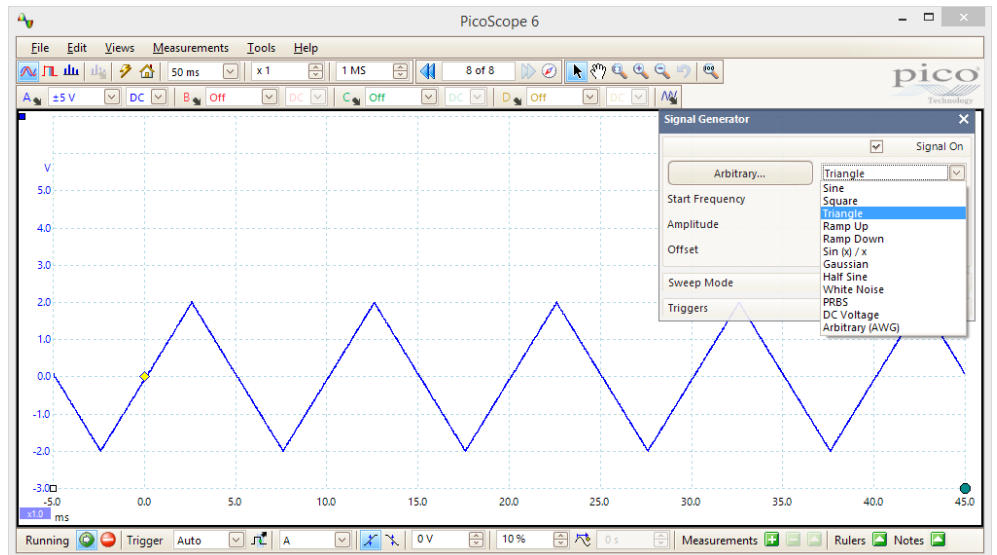 PicoScope 6
File Edit Views Measurements Tools Help
50 ms x 1 1 MS 8 of 8
pico
Technology
A ±5 V DC B Off DC C Off DC D Off DC
Signal Generator
Signal On
Arbitrary... Triangle
Sine
Square
Start Frequency
Triangle
Ramp Up
Amplitude
Ramp Down
Offset
Sin (x) / x
Gaussian
Half Sine
Sweep Mode
White Noise
PRBS
Triggers
DC Voltage
Arbitrary (AWG)
V
5.0
4.0
3.0
2.0
1.0
0.0
-1.0
-2.0
-3.0
-5.0 0.0 5.0 10.0 15.0 20.0 25.0 30.0 35.0 40.0 45.0
x1.0 ms
Running Trigger Auto A 0 V 10 % 0 s Measurements Rulers Notes